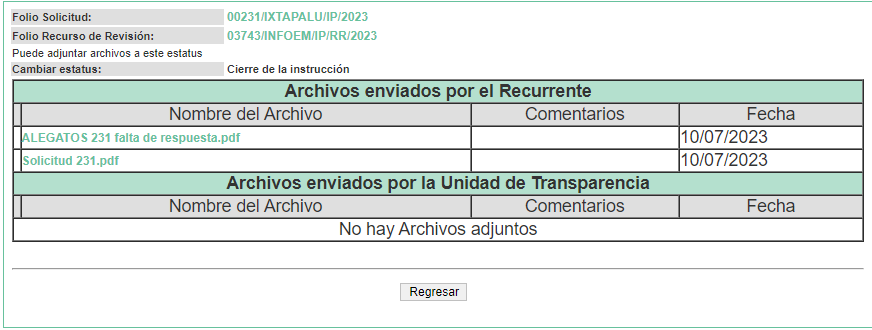 Folio Solicitud: 00231/IXTAPALU/IP/2023
Folio Recurso de Revisión: 03743/INFOEM/IP/RR/2023
Puede adjuntar archivos a este estatus
Cambiar estatus: Cierre de la instrucción
Archivos enviados por el Recurrente
Nombre del Archivo Comentarios Fecha
ALEGATOS 231 falta de respuesta.pdf 10/07/2023
Solicitud 231.pdf 10/07/2023
Archivos enviados por la Unidad de Transparencia
Nombre del Archivo Comentarios Fecha
No hay Archivos adjuntos
Regresar